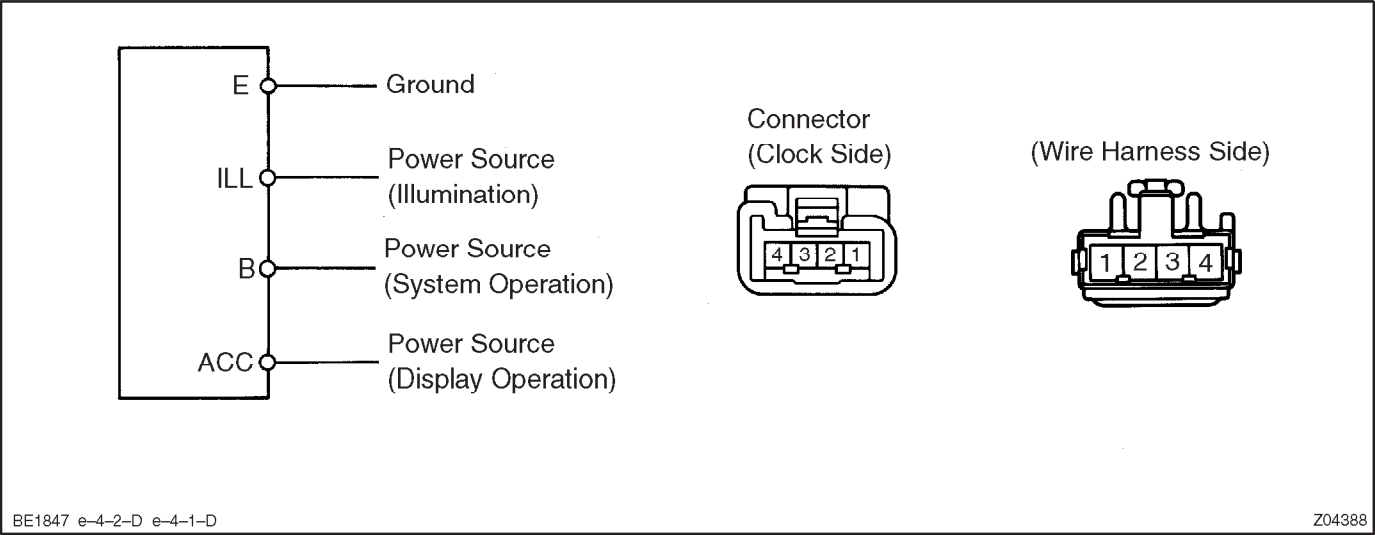 E
Ground
ILL
Power Source
(Illumination)
B
Power Source
(System Operation)
ACC
Power Source
(Display Operation)
Connector
(Clock Side)
4 3 2 1
(Wire Harness Side)
1 2 3 4
BE1847 e–4–2–D e–4–1–D
Z04388